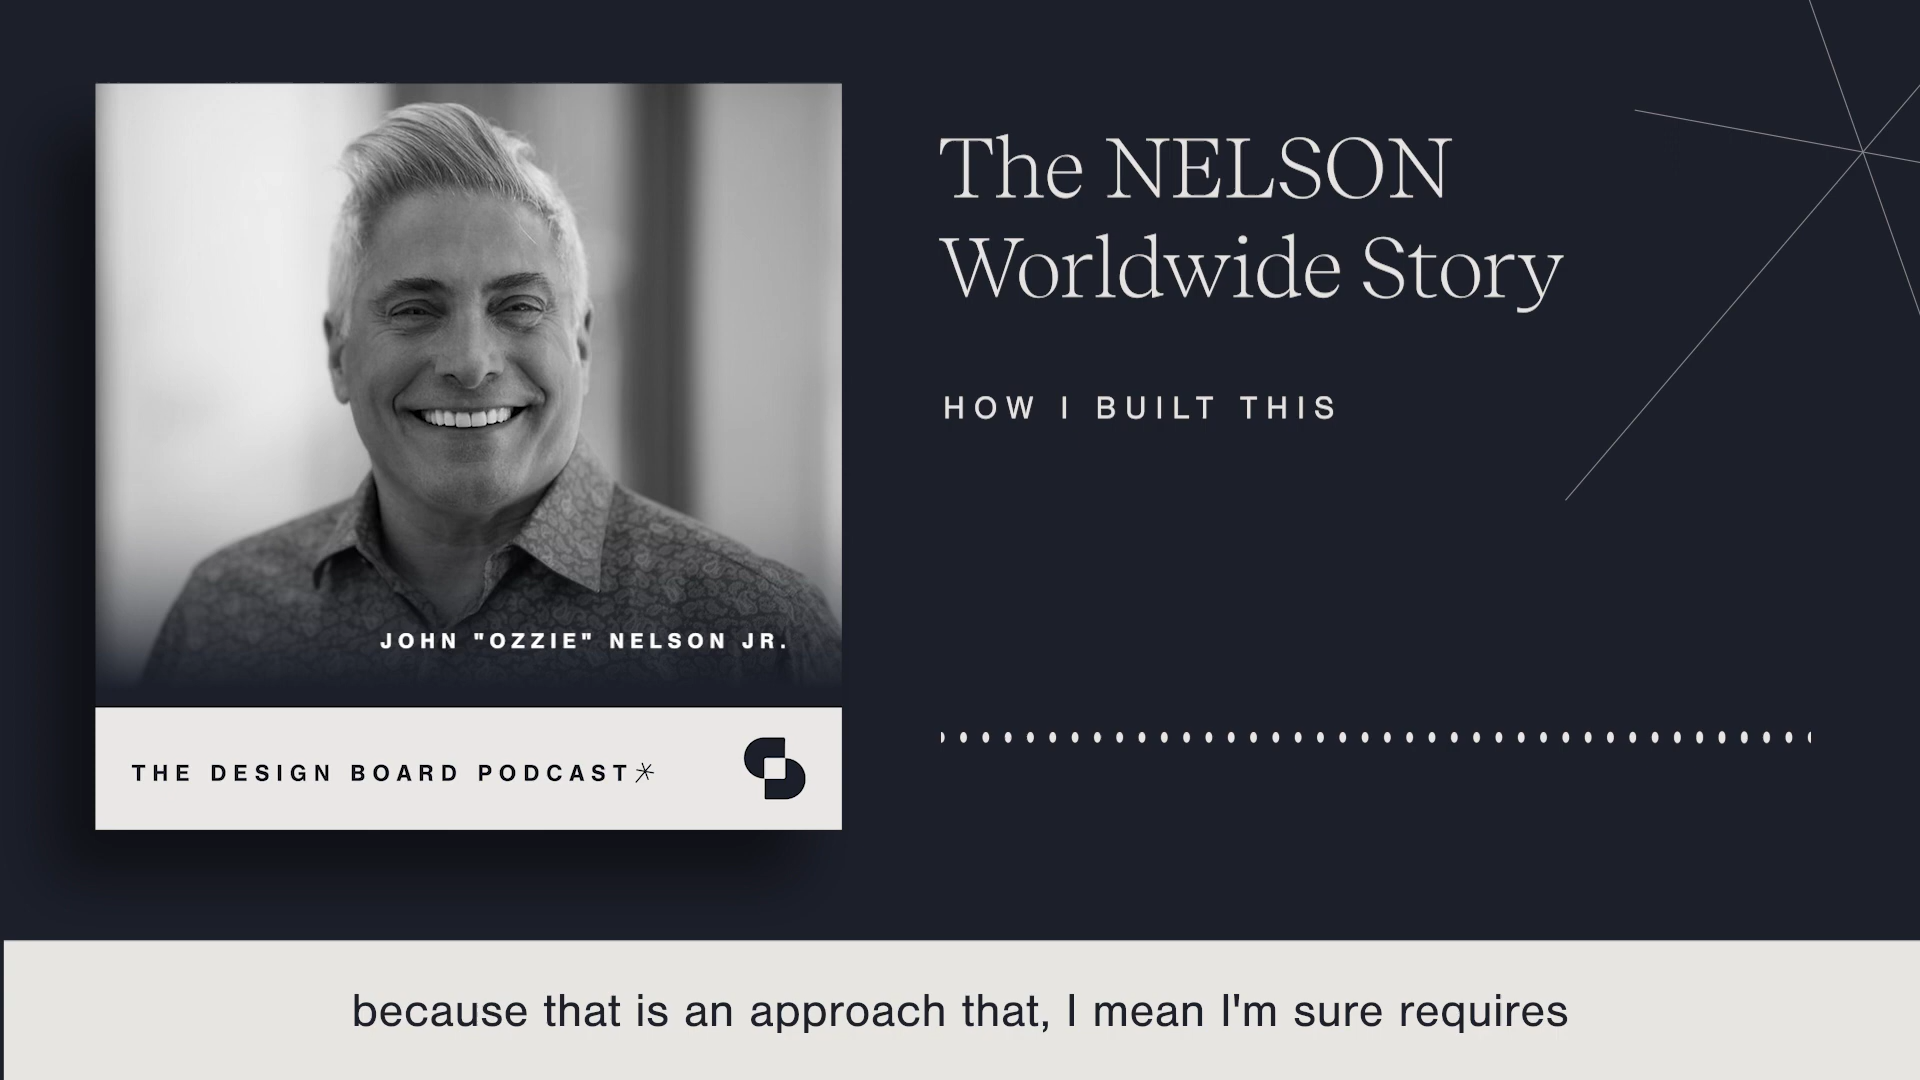 The NELSON
Worldwide Story
HOW I BUILT THIS
JOHN "OZZIE" NELSON JR.
THE DESIGN BOARD PODCAST
because that is an approach that, I mean I'm sure requires